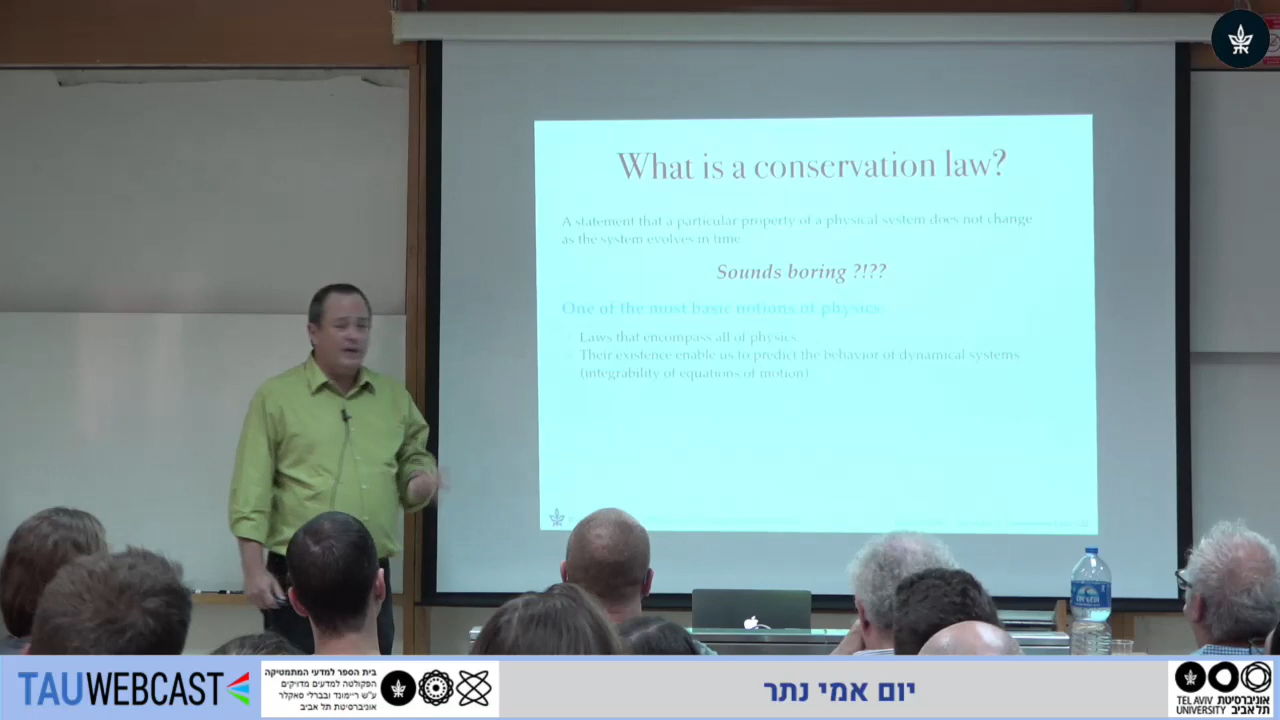 What is a conservation law?
A statement that a particular property of a physical system does not change
as the system evolves in time
Sounds boring ?!??
One of the most basic notions of physics:
Laws that encompass all of physics
Their existence enable us to predict the behavior of dynamical systems
(integrability of equations of motion)
TAUWEBCAST
בית הספר למדעי המתמטיקה
הפקולטה למדעים מדויקים
ע"ש ריימונד ובברלי סאקלר
אוניברסיטת תל אביב
יום אמי נתר
TEL AVIV אוניברסיטת
UNIVERSITY תל אביב